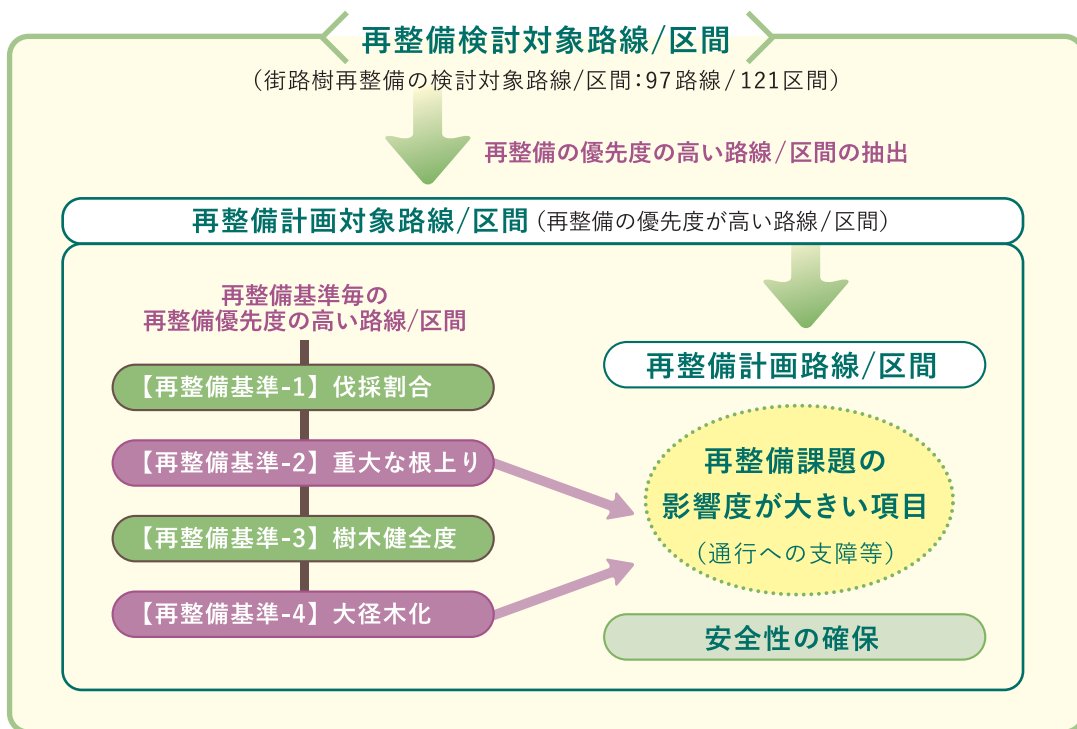 再整備検討対象路線/区間
(街路樹再整備の検討対象路線/区間:97路線/121区間)
再整備の優先度の高い路線/区間の抽出
再整備計画対象路線/区間(再整備の優先度が高い路線/区間)
再整備基準毎の
再整備優先度の高い路線/区間
【再整備基準-1】伐採割合
【再整備基準-2】重大な根上り
【再整備基準-3】樹木健全度
【再整備基準-4】大径木化
再整備計画路線/区間
再整備課題の
影響度が大きい項目
(通行への支障等)
安全性の確保